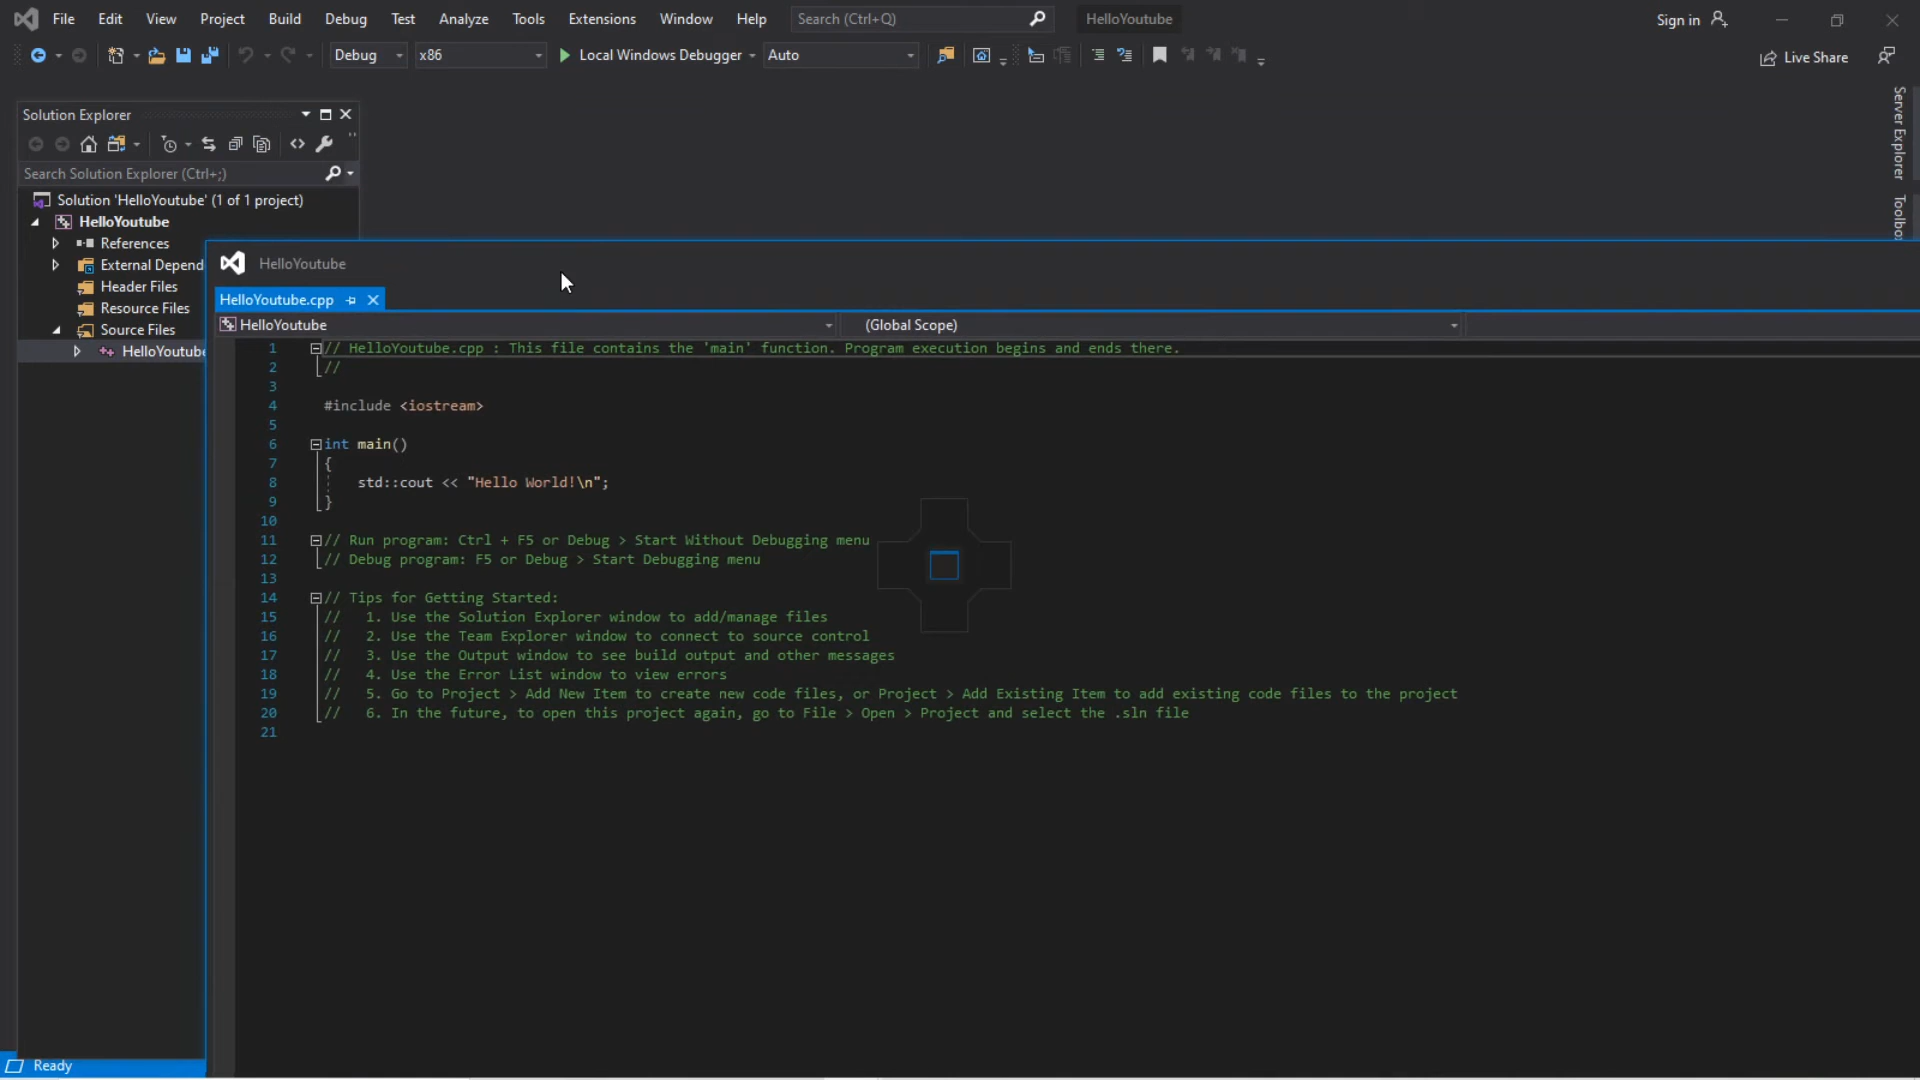 File Edit View Project Build Debug Test Analyze Tools Extensions Window Help Search (Ctrl+Q) HelloYoutube Sign in
Debug x86 Local Windows Debugger Auto Live Share
Solution Explorer
Search Solution Explorer (Ctrl+;)
Solution 'HelloYoutube' (1 of 1 project)
HelloYoutube
References
External Depend
Header Files
Resource Files
Source Files
HelloYoutube
Server Explorer
Toolbo
HelloYoutube
HelloYoutube.cpp
HelloYoutube (Global Scope)
1 // HelloYoutube.cpp : This file contains the 'main' function. Program execution begins and ends there.
2 //
3
4 #include <iostream>
5
6 int main()
7 {
8 std::cout << "Hello World!\n";
9 }
10
11 // Run program: Ctrl + F5 or Debug > Start Without Debugging menu
12 // Debug program: F5 or Debug > Start Debugging menu
13
14 // Tips for Getting Started:
15 // 1. Use the Solution Explorer window to add/manage files
16 // 2. Use the Team Explorer window to connect to source control
17 // 3. Use the Output window to see build output and other messages
18 // 4. Use the Error List window to view errors
19 // 5. Go to Project > Add New Item to create new code files, or Project > Add Existing Item to add existing code files to the project
20 // 6. In the future, to open this project again, go to File > Open > Project and select the .sln file
21
Ready